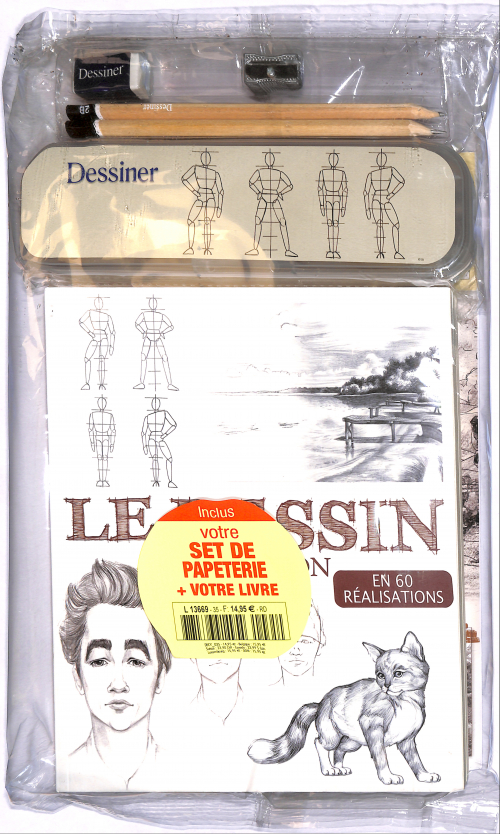 Dessiner
Dessiner
2B
Dessiner
LE DESSIN
ON
EN 60
RÉALISATIONS
Inclus
votre
SET DE
PAPETERIE
+ VOTRE LIVRE
L 13669 - 35 - F: 14,95 € - RD